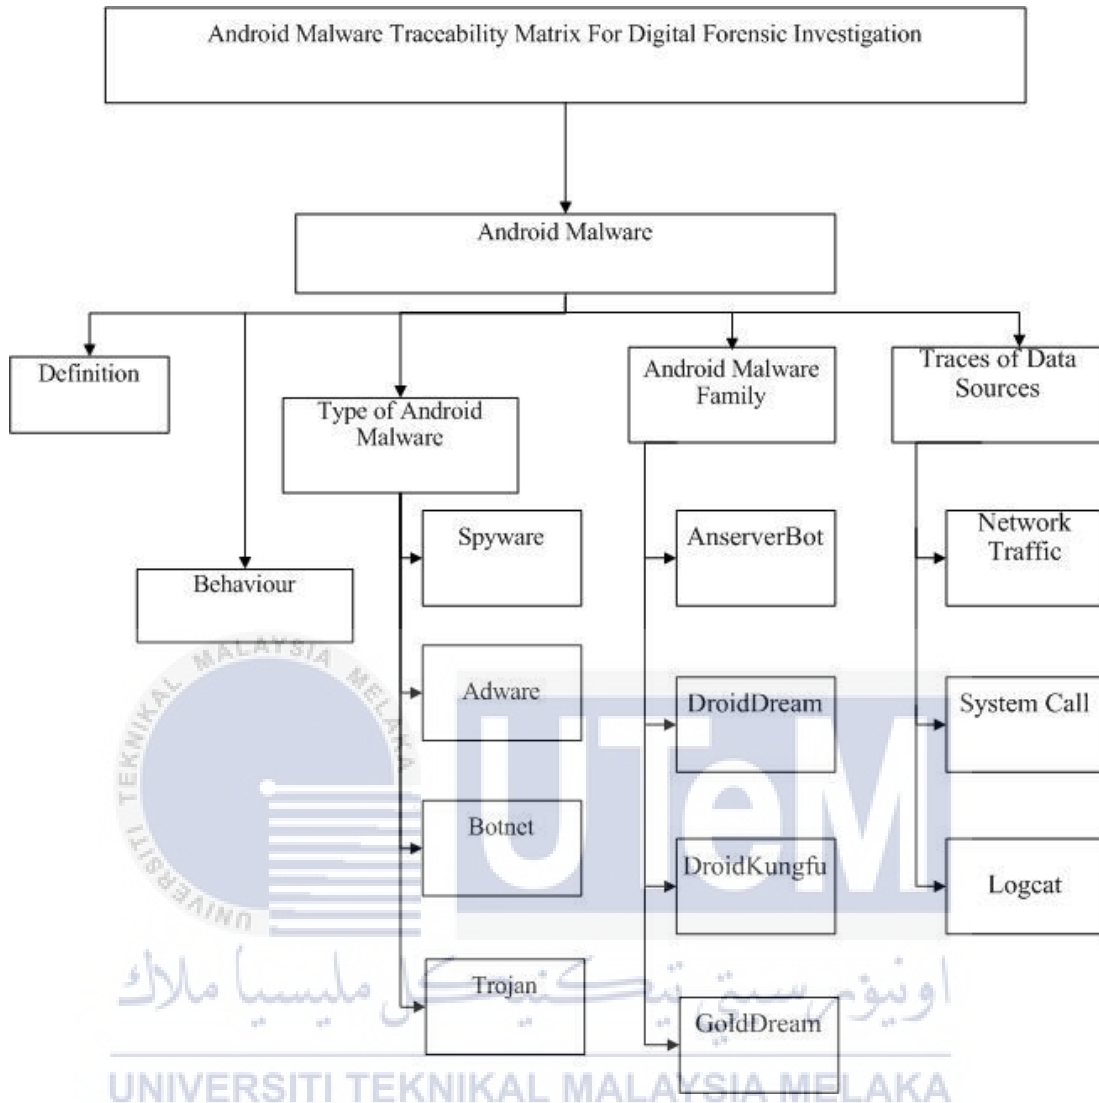 Android Malware Traceability Matrix For Digital Forensic Investigation
Android Malware
Definition
Behaviour
Type of Android
Malware
Spyware
Adware
Botnet
Trojan
Android Malware
Family
AnserverBot
DroidDream
DroidKungfu
GoldDream
Traces of Data
Sources
Network
Traffic
System Call
Logcat
UNIVERSITI TEKNIKAL MALAYSIA MELAKA
UTeM
اونيۏرسيتي تيكنيكل مليسيا ملاك
UNIVERSITI TEKNIKAL MALAYSIA MELAKA